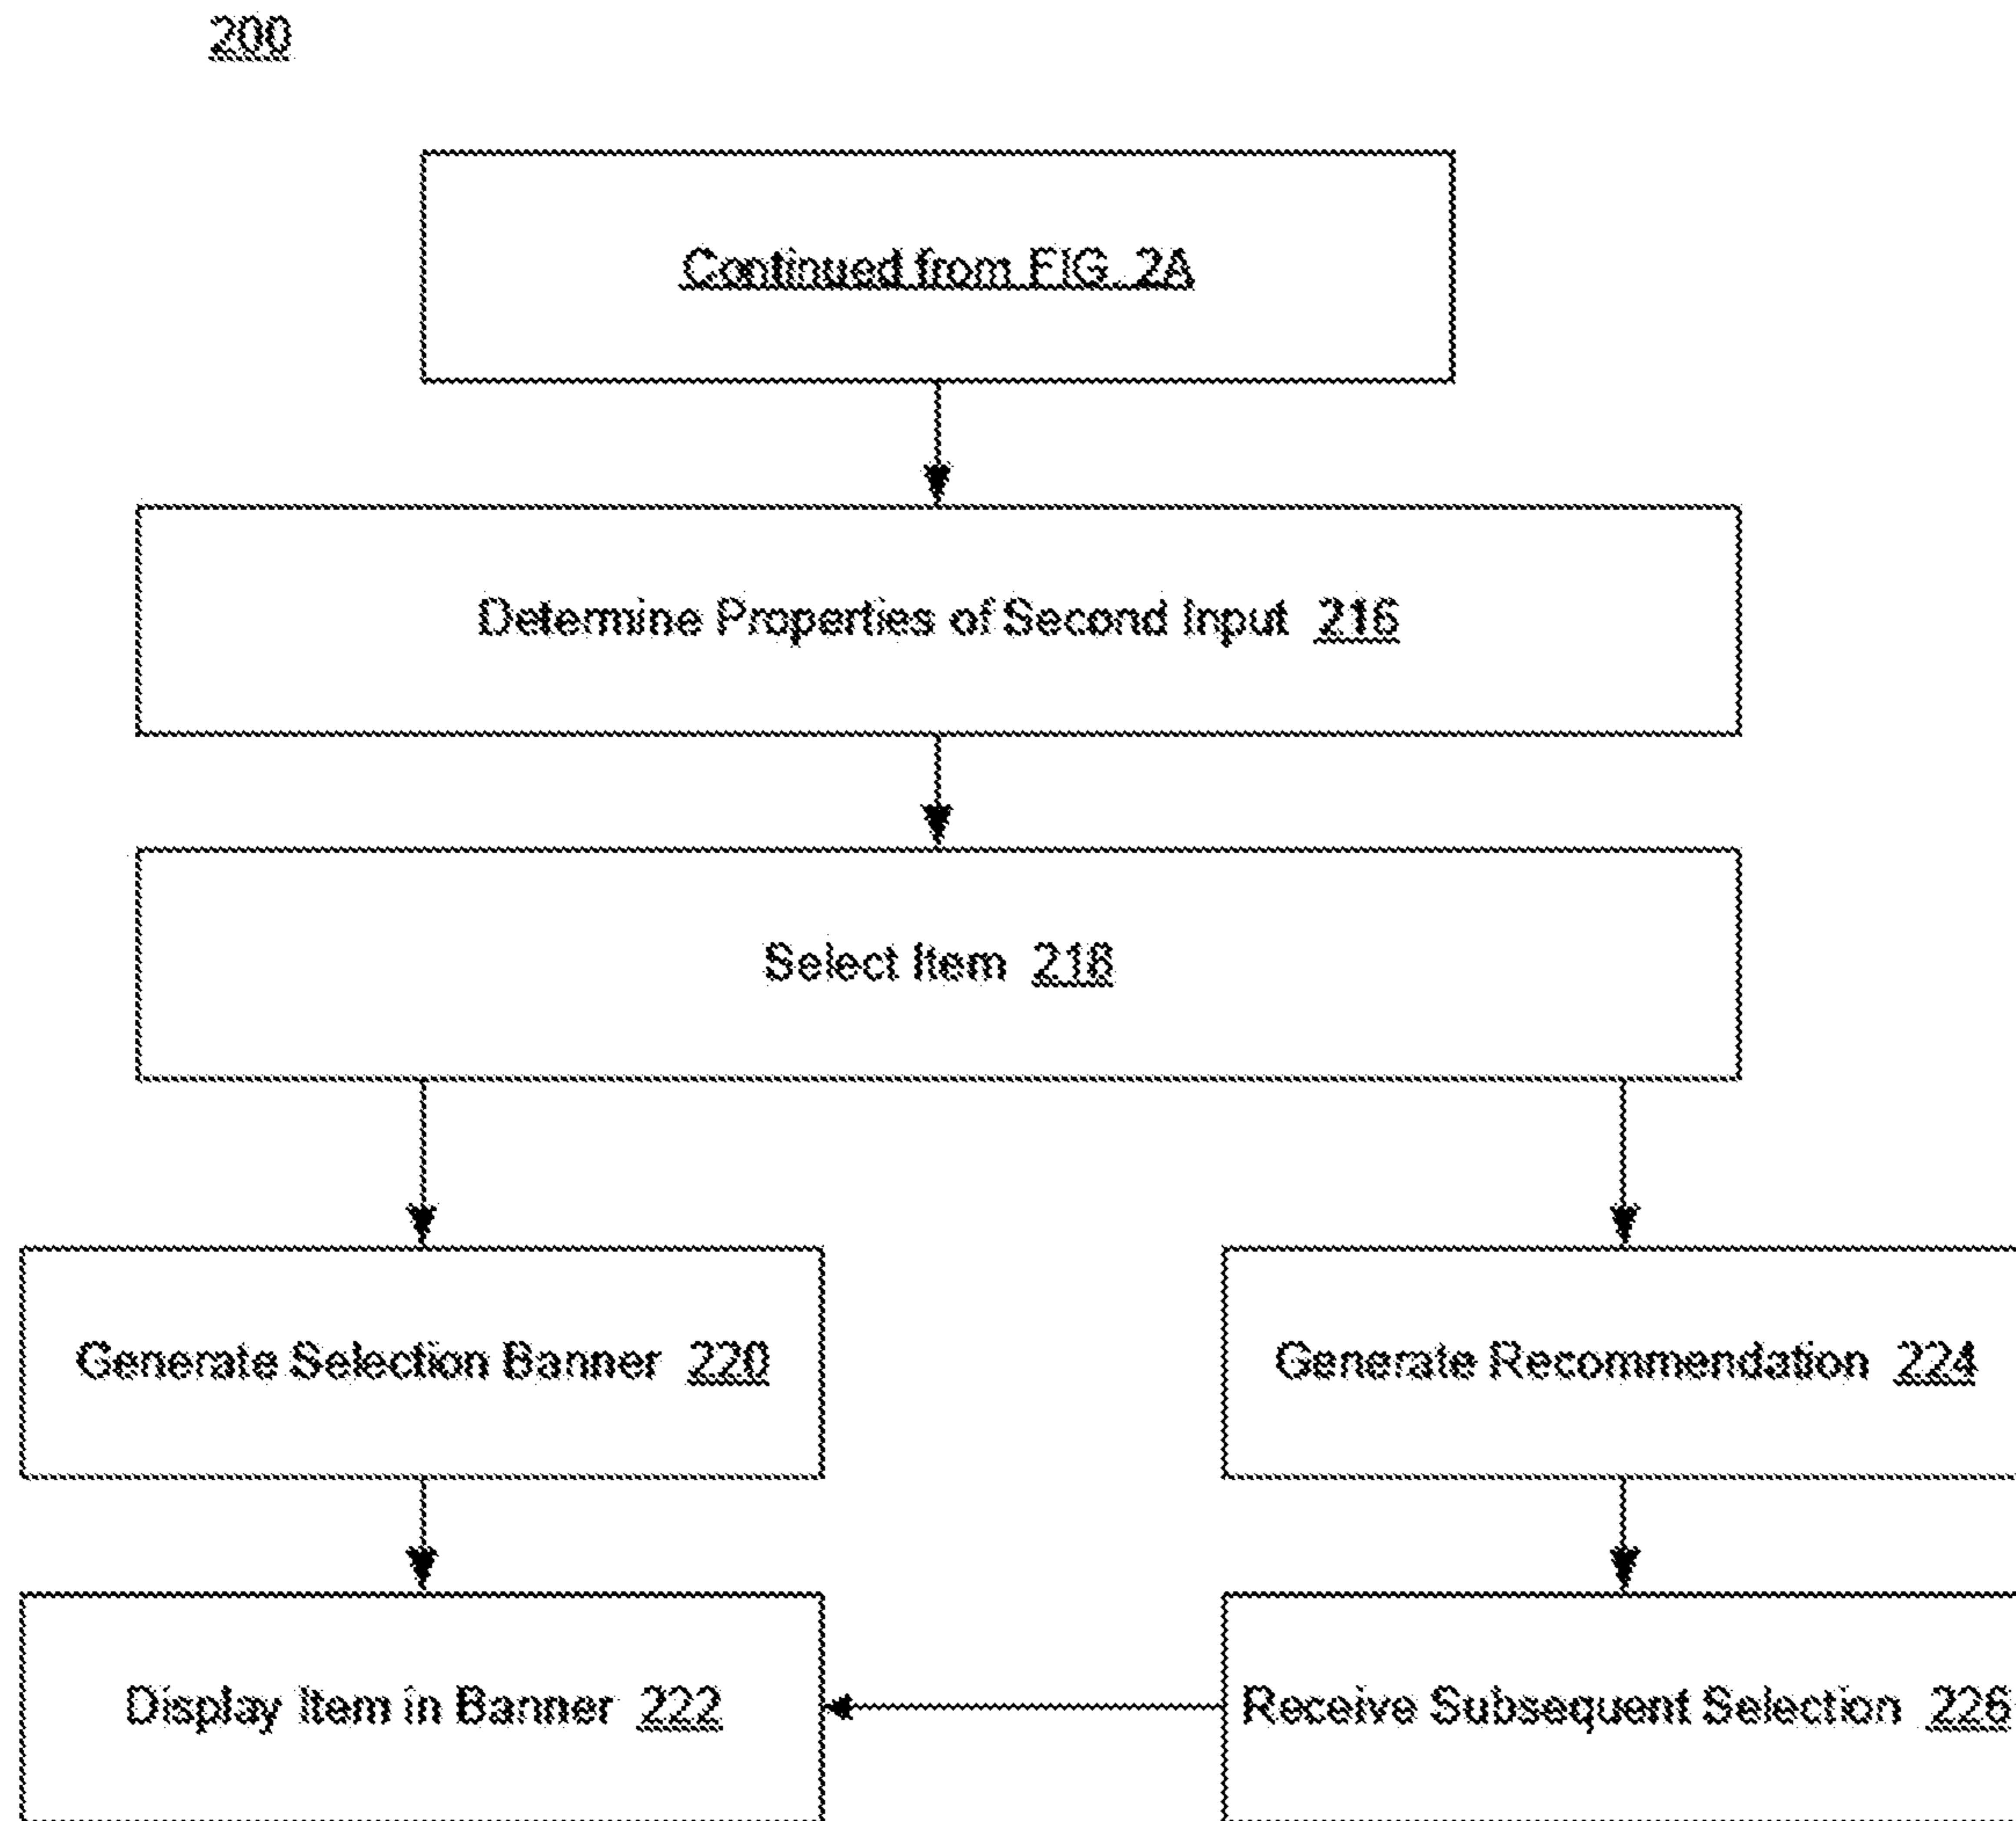 200
Continued from FIG. 2A
Determine Properties of Second Input 216
Select Item 218
Generate Selection Banner 220
Generate Recommendation 224
Display Item in Banner 222
Receive Subsequent Selection 226